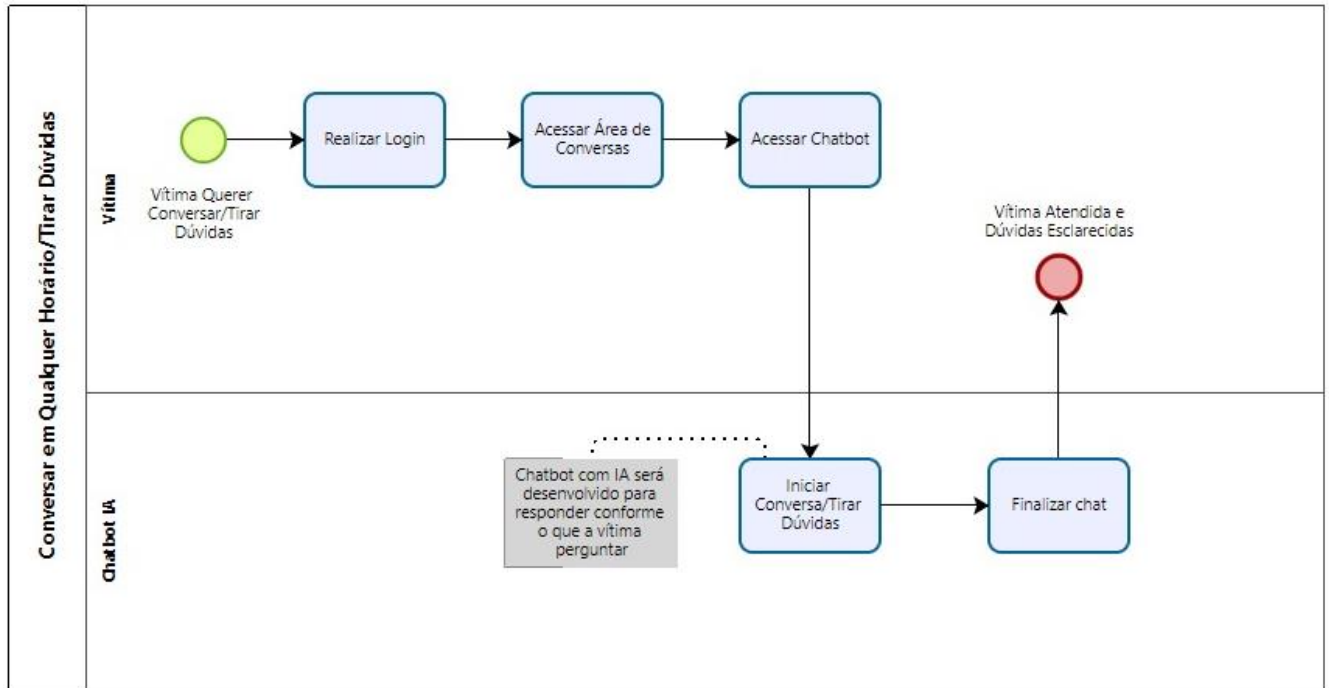 Conversar em Qualquer Horário/Tirar Dúvidas
Vítima
Vítima Querer
Conversar/Tirar
Dúvidas
Realizar Login
Acessar Área de
Conversas
Acessar Chatbot
Vítima Atendida e
Dúvidas Esclarecidas
Chatbot IA
Chatbot com IA será
desenvolvido para
responder conforme
o que a vítima
perguntar
Iniciar
Conversa/Tirar
Dúvidas
Finalizar chat